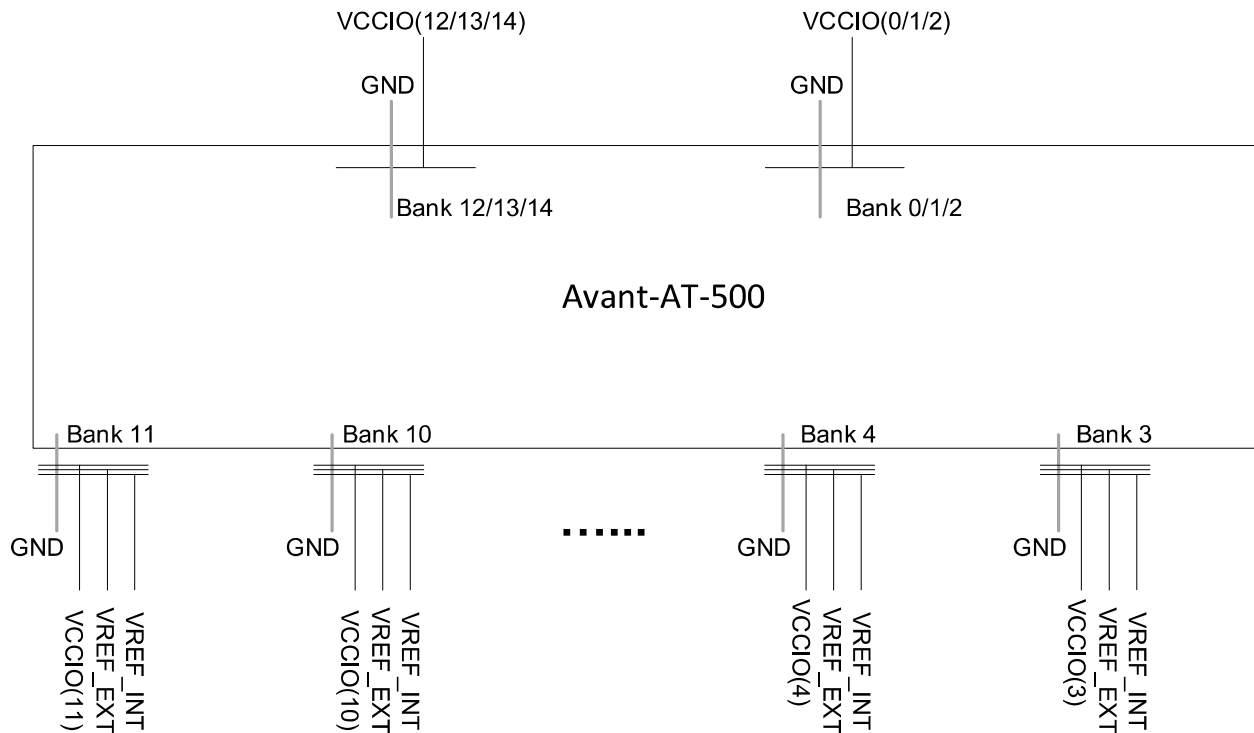 VCCIO(12/13/14)
VCCIO(0/1/2)
GND
GND
Bank 12/13/14
Bank 0/1/2
Avant-AT-500
Bank 11
Bank 10
Bank 4
Bank 3
......
GND
GND
GND
GND
VCCIO(11)
VREF_EXT
VREF_INT
VCCIO(10)
VREF_EXT
VREF_INT
VCCIO(4)
VREF_EXT
VREF_INT
VCCIO(3)
VREF_EXT
VREF_INT